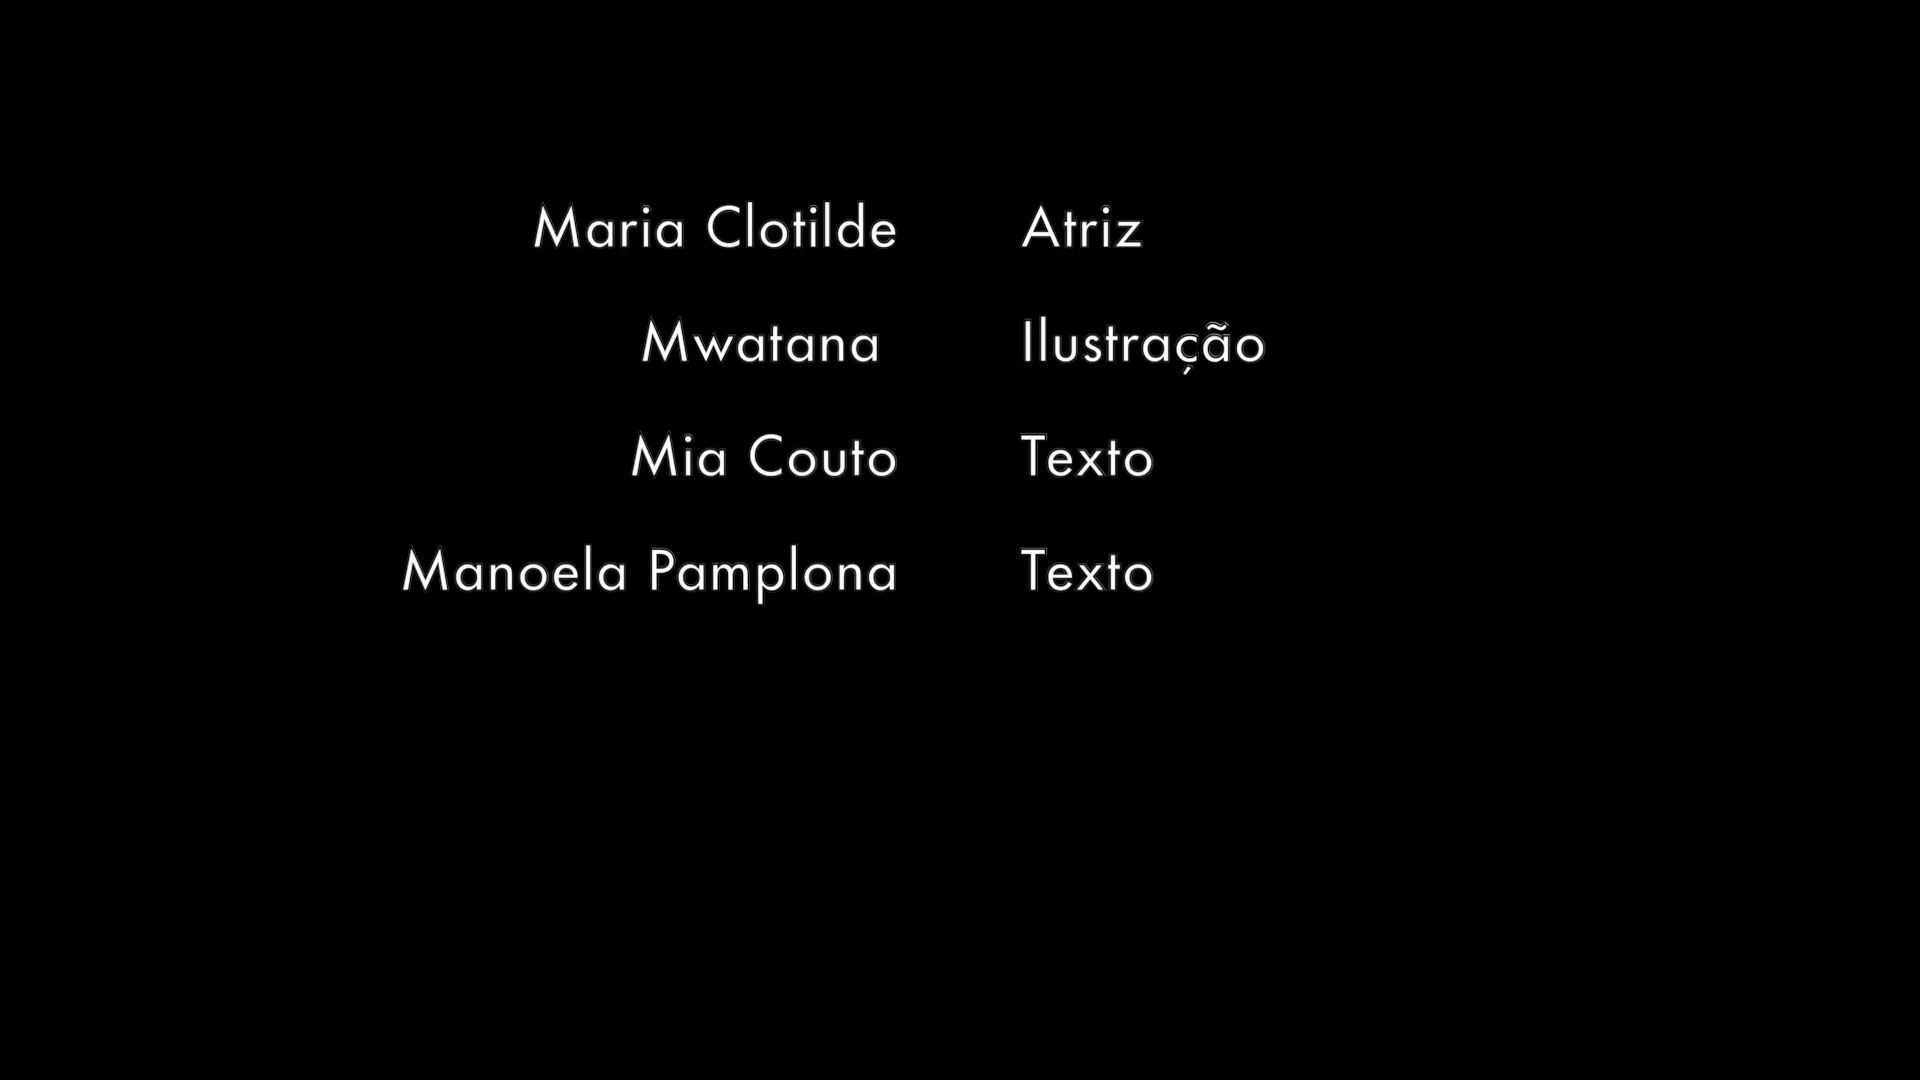 Maria Clotilde Atriz
Mwatana Ilustração
Mia Couto Texto
Manoela Pamplona Texto